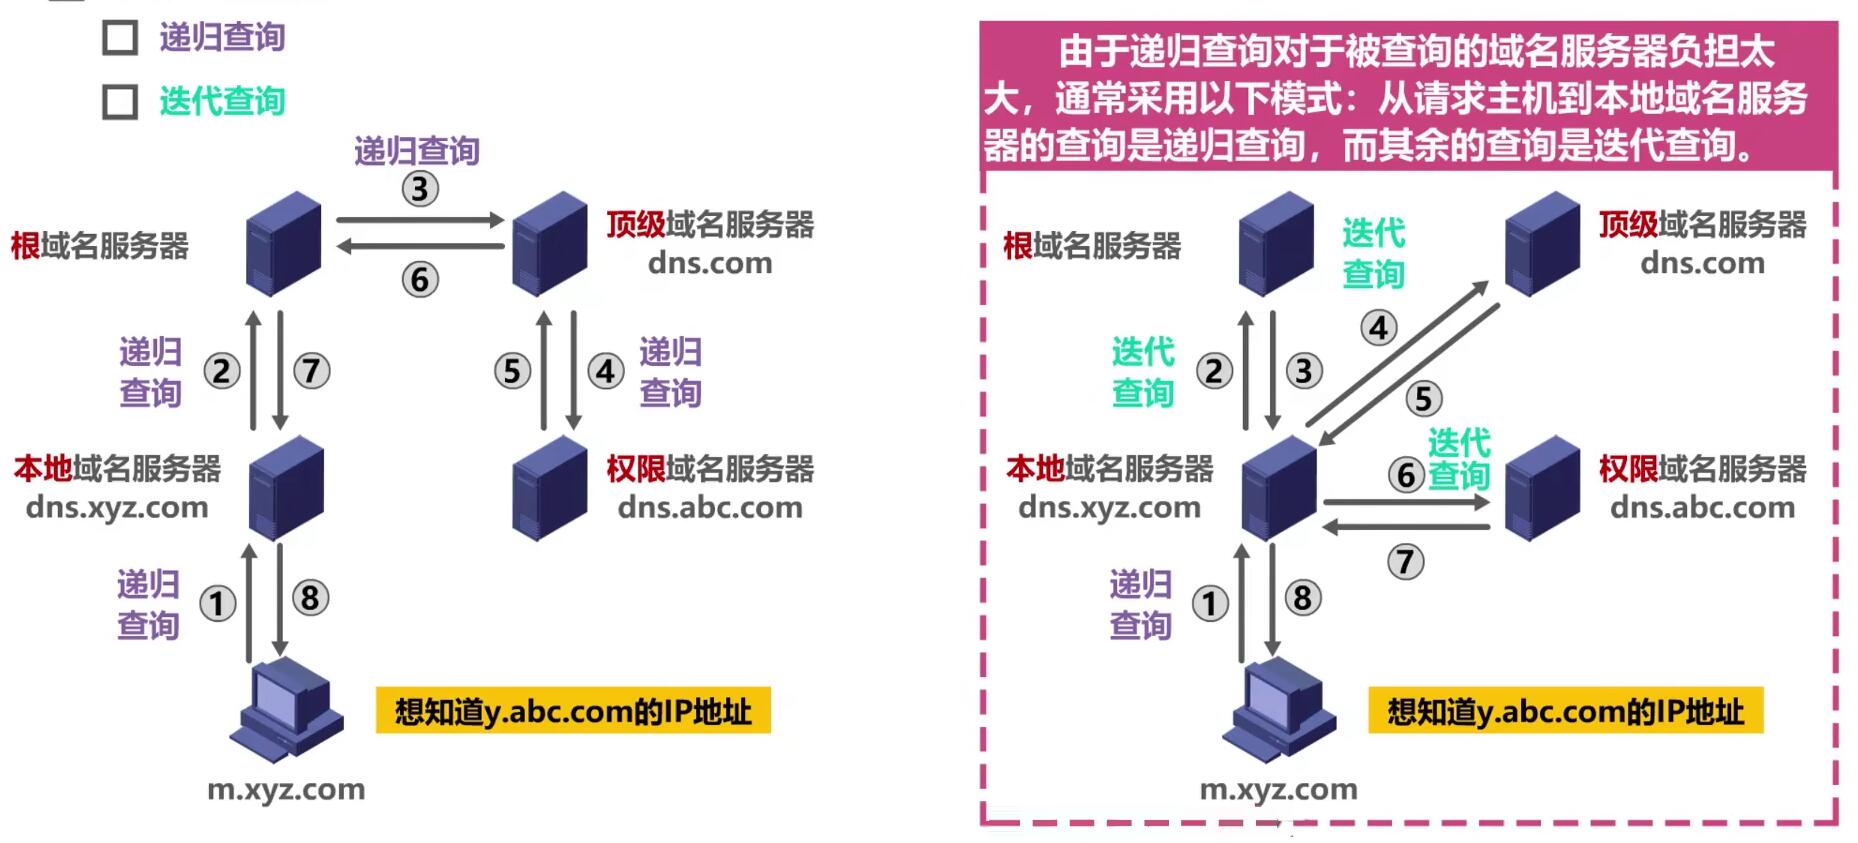 递归查询
迭代查询
递归查询
③
根域名服务器
顶级域名服务器
dns.com
⑥
递归
查询
②
⑦
⑤
④
递归
查询
本地域名服务器
dns.xyz.com
权限域名服务器
dns.abc.com
递归
查询
①
⑧
想知道y.abc.com的IP地址
m.xyz.com
由于递归查询对于被查询的域名服务器负担太
大，通常采用以下模式：从请求主机到本地域名服务
器的查询是递归查询，而其余的查询是迭代查询。
根域名服务器
迭代
查询
顶级域名服务器
dns.com
④
迭代
查询
②
③
⑤
本地域名服务器
dns.xyz.com
迭代
查询
⑥
权限域名服务器
dns.abc.com
⑦
递归
查询
①
⑧
想知道y.abc.com的IP地址
m.xyz.com